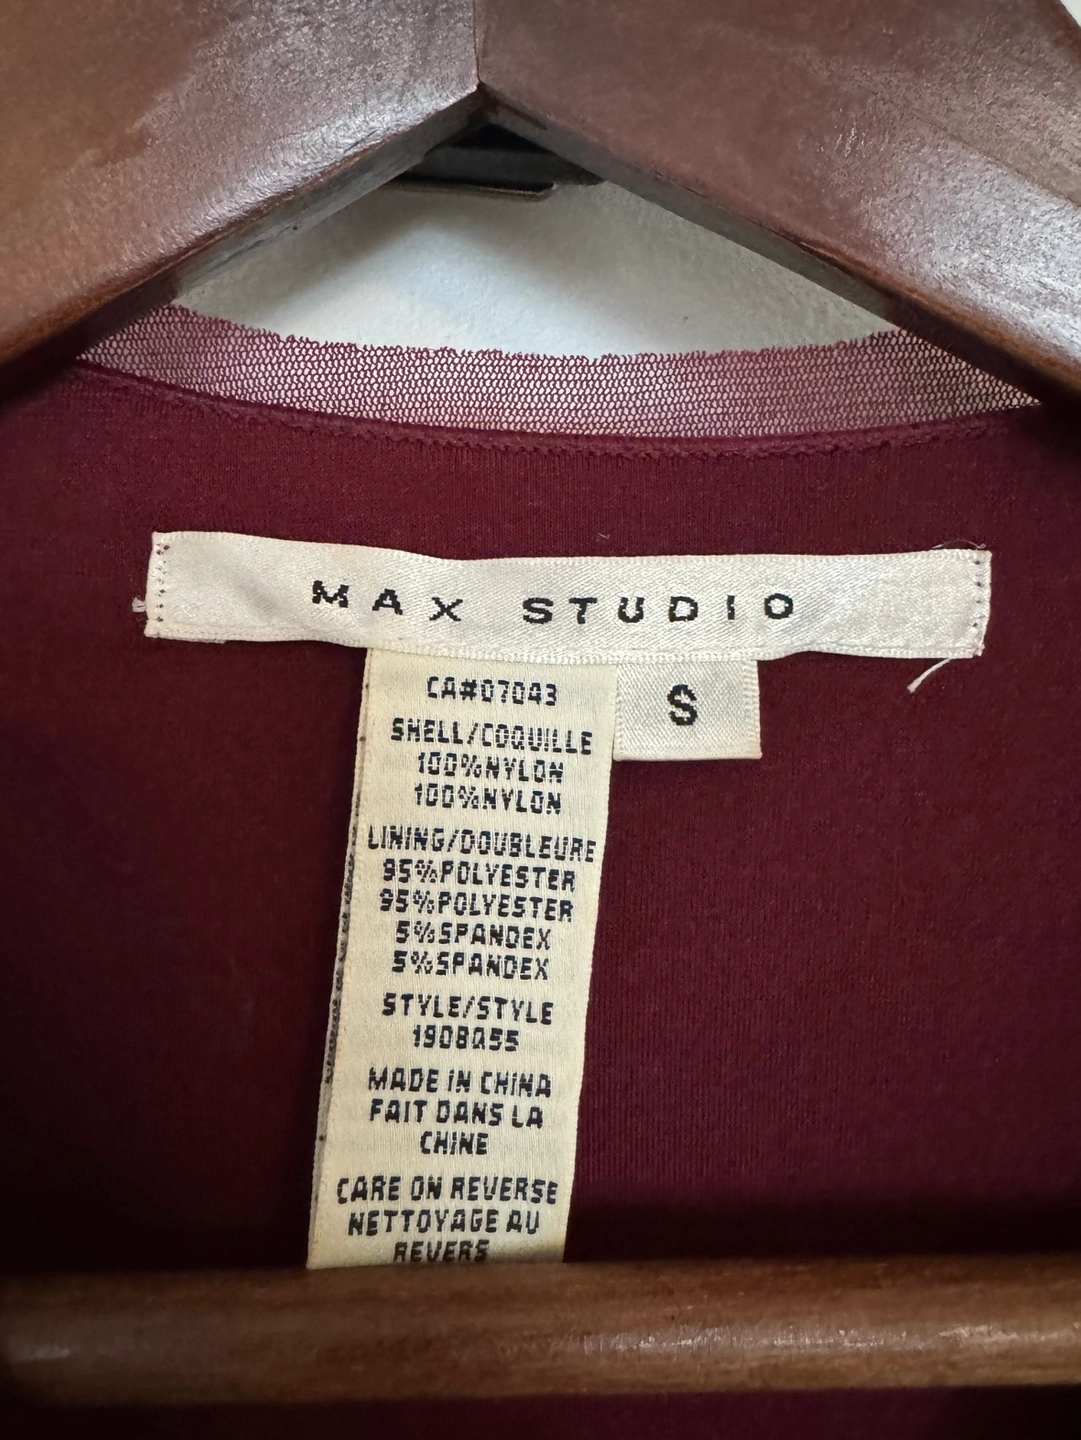 MAX STUDIO
S
CA#07043
SHELL/COQUILLE
100%NYLON
100%NYLON
LINING/DOUBLEURE
95%POLYESTER
95%POLYESTER
5%SPANDEX
5%SPANDEX
STYLE/STYLE
1908Q55
MADE IN CHINA
FAIT DANS LA
CHINE
CARE ON REVERSE
NETTOYAGE AU
REVERS